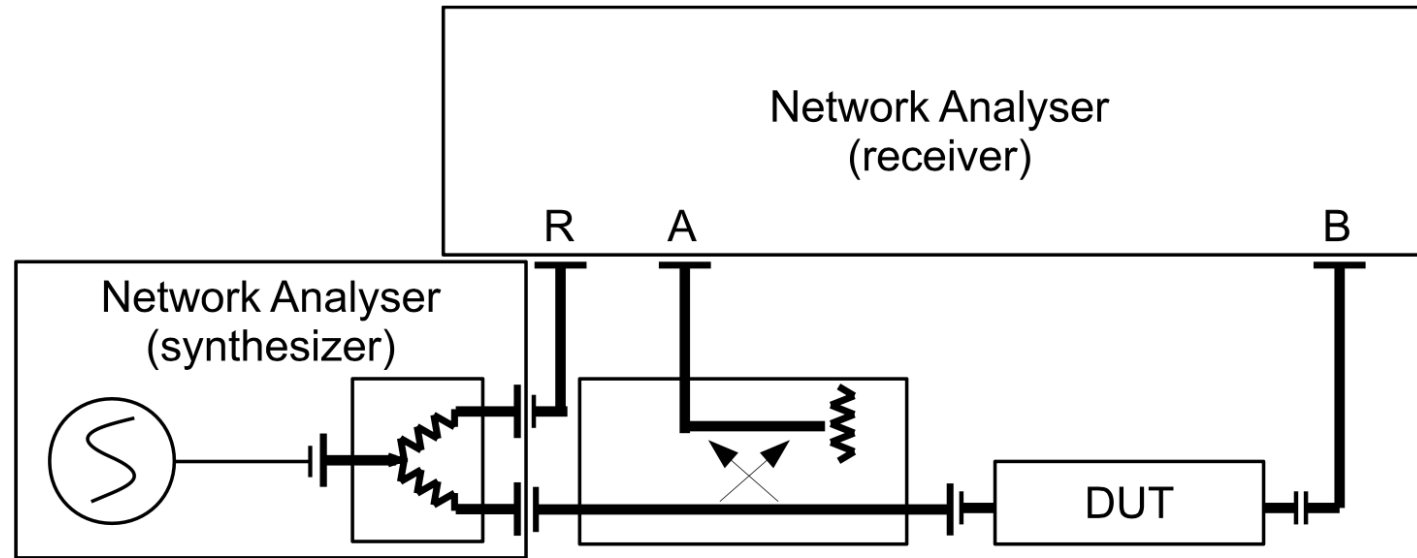 Network Analyser
(receiver)
R A B
Network Analyser
(synthesizer)
DUT